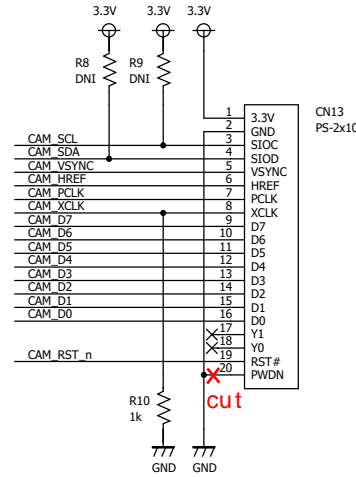 3.3V 3.3V 3.3V
R8 DNI
R9 DNI
CN13
PS-2x10
1 3.3V
2 GND
CAM_SCL 3 SIOC
CAM_SDA 4 SIOD
CAM_VSYNC 5 VSYNC
CAM_HREF 6 HREF
CAM_PCLK 7 PCLK
CAM_XCLK 8 XCLK
CAM_D7 9 D7
CAM_D6 10 D6
CAM_D5 11 D5
CAM_D4 12 D4
CAM_D3 13 D3
CAM_D2 14 D2
CAM_D1 15 D1
CAM_D0 16 D0
17 Y1
18 Y0
CAM_RST_n 19 RST#
20 PWDN
cut
R10
1k
GND GND